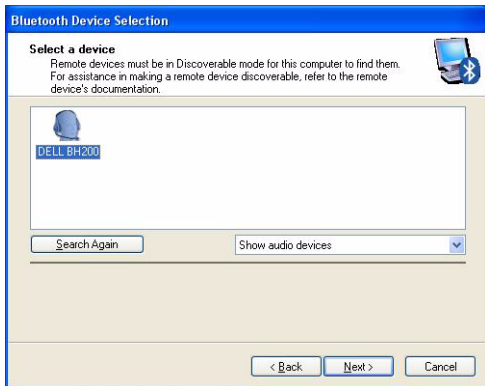 Bluetooth Device Selection
Select a device
Remote devices must be in Discoverable mode for this computer to find them.
For assistance in making a remote device discoverable, refer to the remote
device's documentation.
DELL BH200
Search Again
Show audio devices
< Back
Next >
Cancel